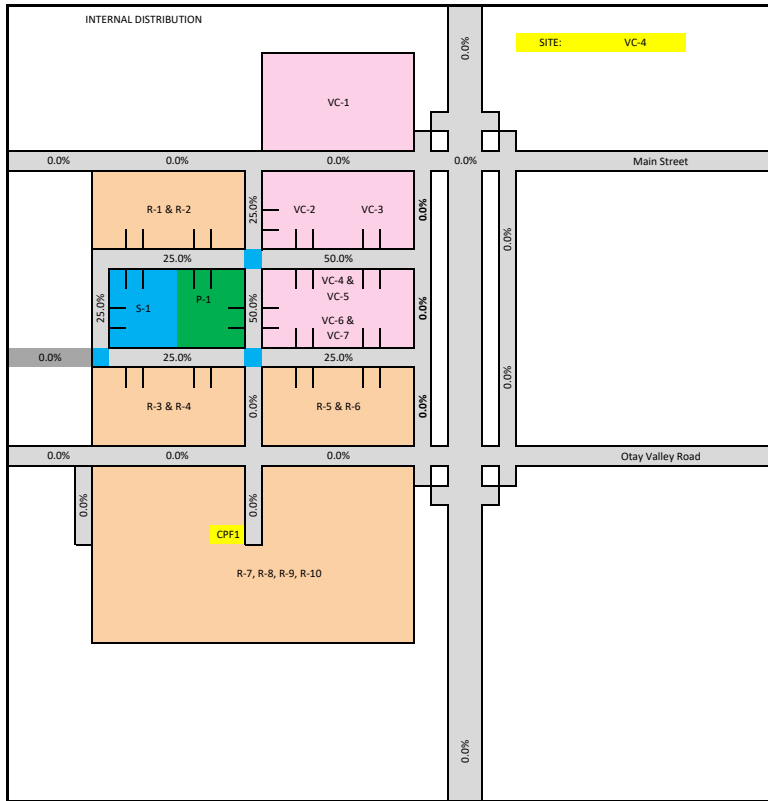 INTERNAL DISTRIBUTION
0.0%
SITE: VC-4
VC-1
0.0% 0.0% 0.0% 0.0% Main Street
R-1 & R-2
25.0%
VC-2 VC-3
0.0%
0.0%
25.0% 50.0%
25.0%
S-1
P-1
50.0%
VC-4 &
VC-5
VC-6 &
VC-7
0.0%
0.0% 25.0% 25.0%
R-3 & R-4
0.0%
R-5 & R-6
0.0%
0.0%
0.0% 0.0% 0.0% Otay Valley Road
0.0%
0.0%
CPF1
R-7, R-8, R-9, R-10
0.0%